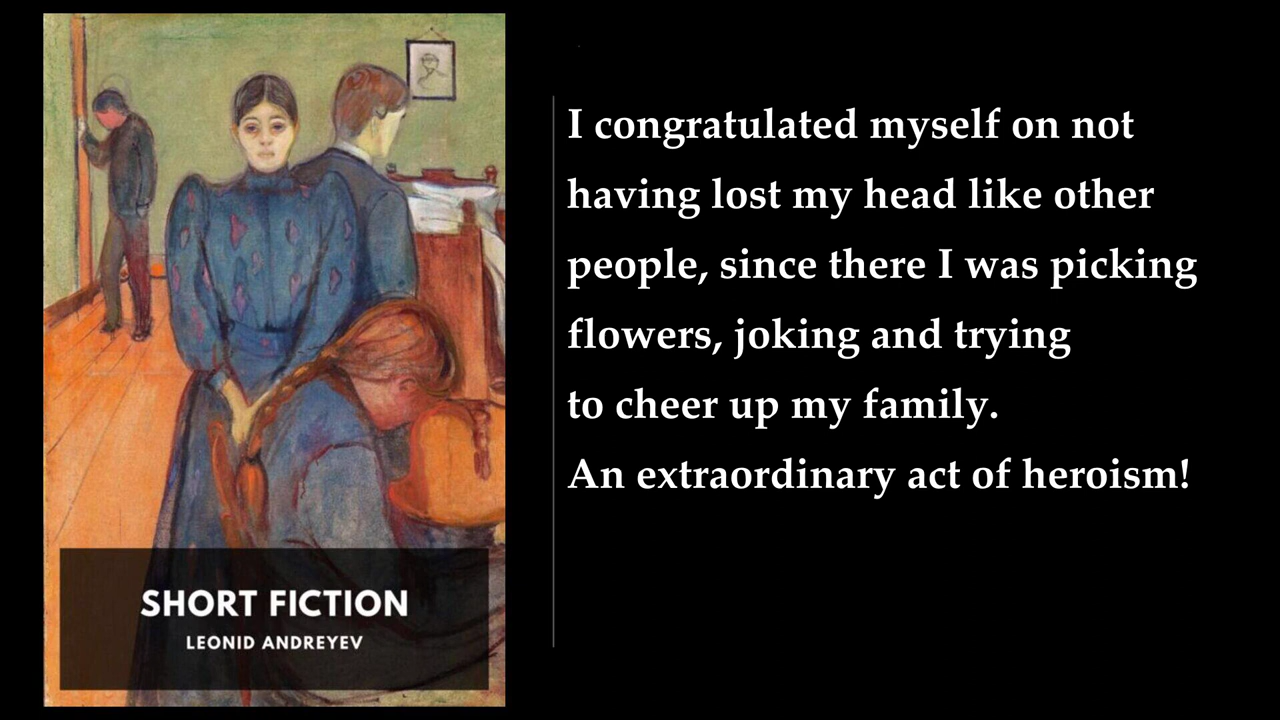 I congratulated myself on not
having lost my head like other
people, since there I was picking
flowers, joking and trying
to cheer up my family.
An extraordinary act of heroism!
SHORT FICTION
LEONID ANDREYEV